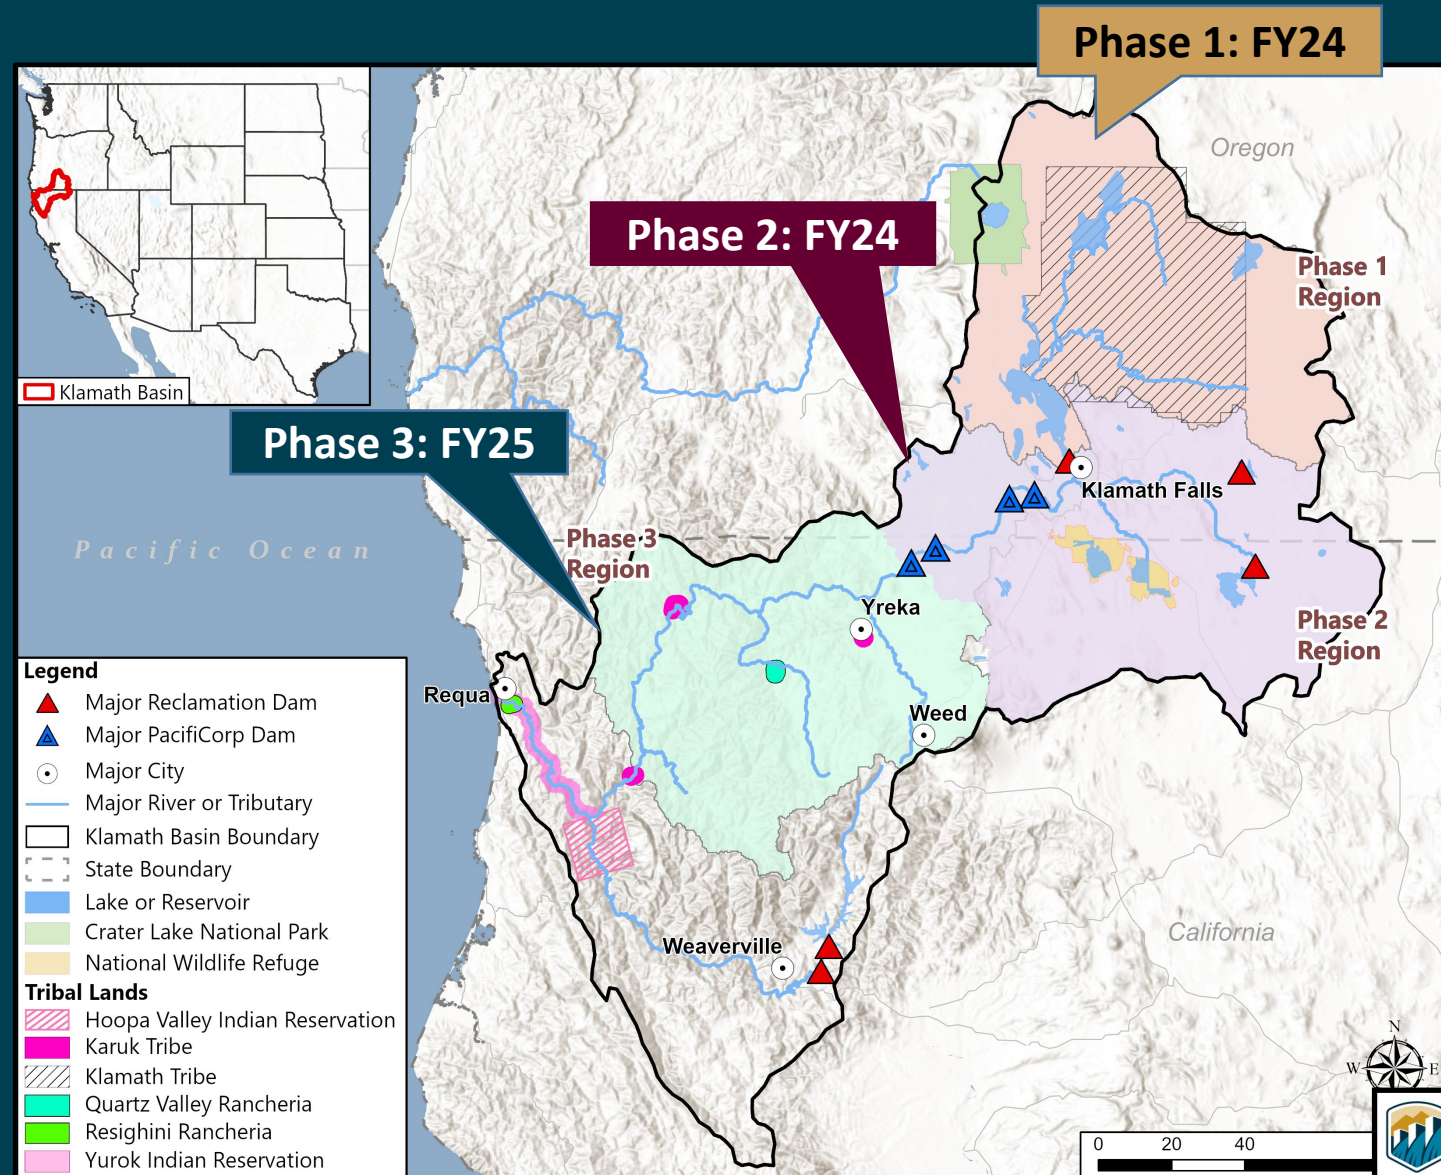 Phase 1: FY24
Oregon
Phase 2: FY24
Phase 1
Region
Klamath Basin
Phase 3: FY25
Klamath Falls
Pacific Ocean
Phase 3
Region
Yreka
Phase 2
Region
Requa
Weed
Weaverville
California
Legend
Major Reclamation Dam
Major PacifiCorp Dam
Major City
Major River or Tributary
Klamath Basin Boundary
State Boundary
Lake or Reservoir
Crater Lake National Park
National Wildlife Refuge
Tribal Lands
Hoopa Valley Indian Reservation
Karuk Tribe
Klamath Tribe
Quartz Valley Rancheria
Resighini Rancheria
Yurok Indian Reservation
N
W E
0 20 40